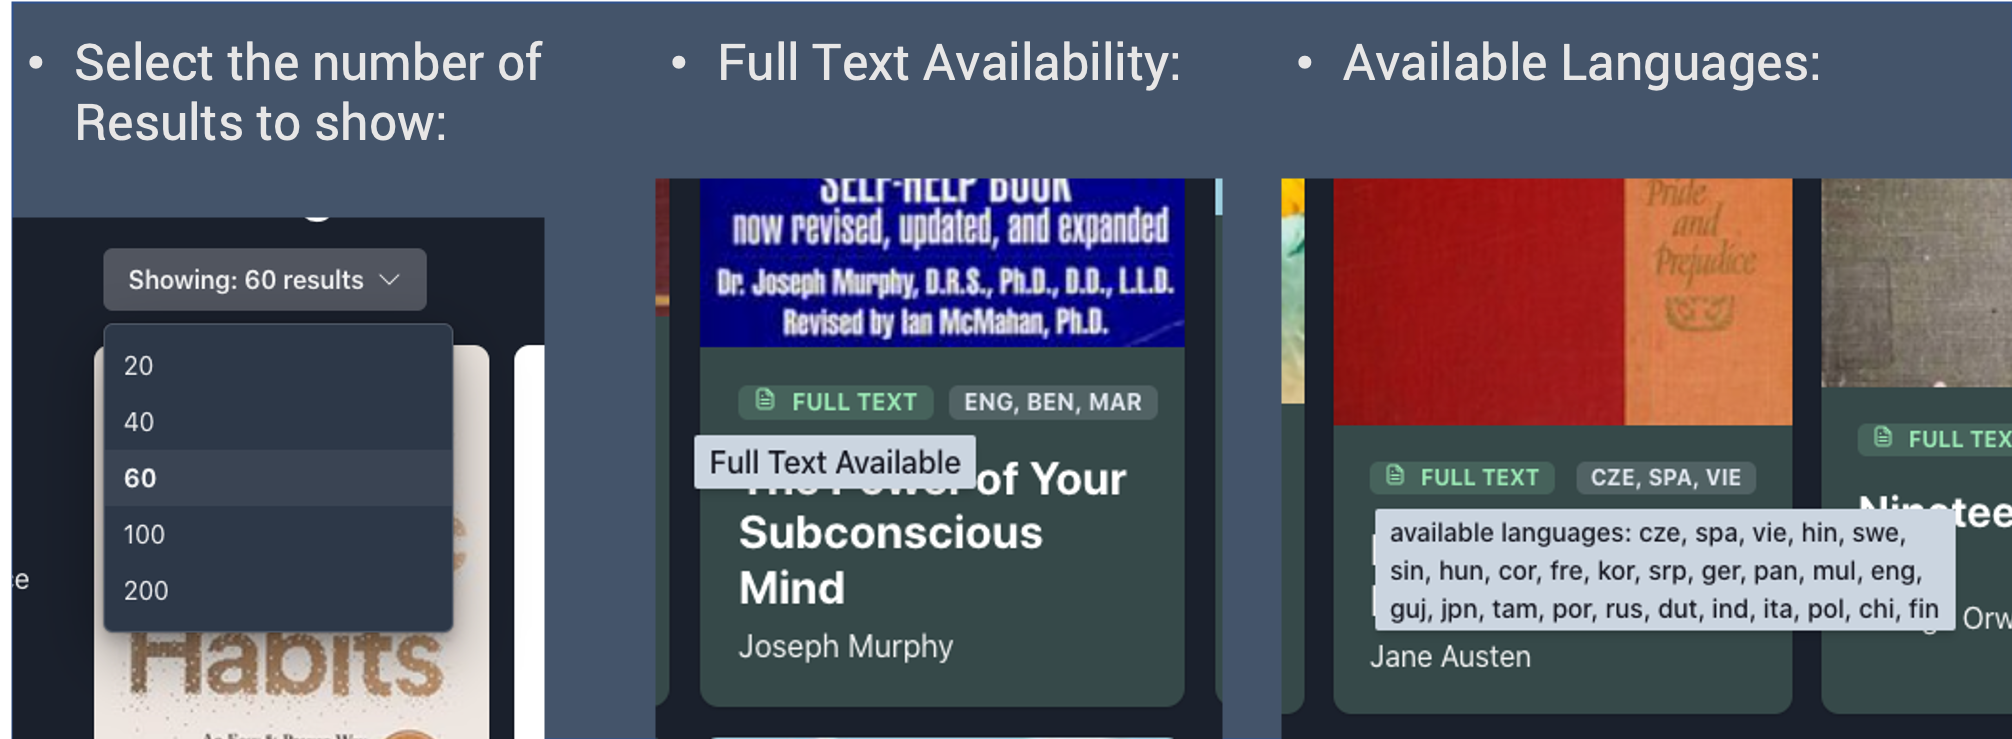 • Select the number of
Results to show:
Showing: 60 results
20
40
60
100
200
Habits
• Full Text Availability:
SELF-HELP BOOK
now revised, updated, and expanded
Dr. Joseph Murphy, D.R.S., Ph.D., D.D., L.L.D.
Revised by Ian McMahan, Ph.D.
FULL TEXT ENG, BEN, MAR
Full Text Available
The Power of Your
Subconscious
Mind
Joseph Murphy
• Available Languages:
Pride
and
Prejudice
FULL TEXT CZE, SPA, VIE
available languages: cze, spa, vie, hin, swe,
sin, hun, cor, fre, kor, srp, ger, pan, mul, eng,
guj, jpn, tam, por, rus, dut, ind, ita, pol, chi, fin
Jane Austen
FULL TEX
Ninetee
Orw